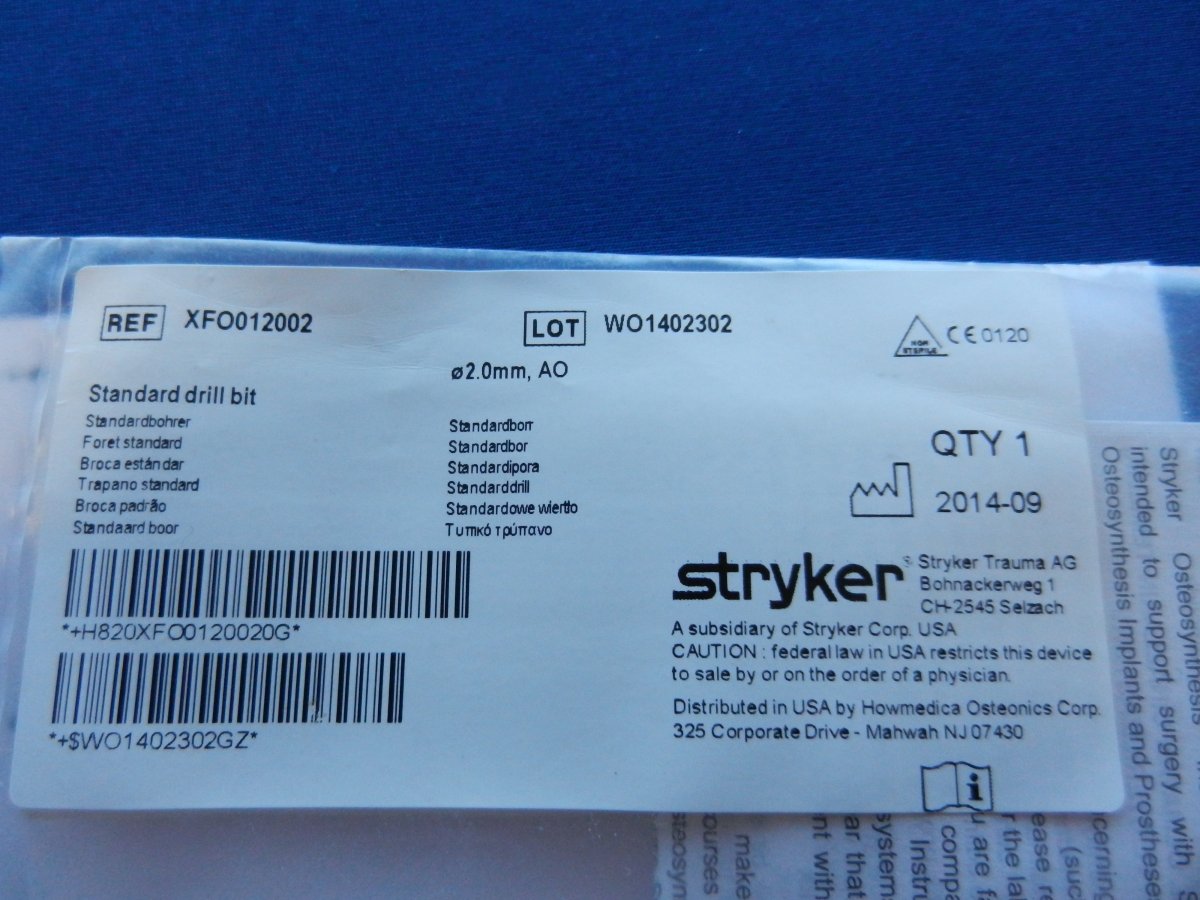 REF XFO012002
LOT WO1402302
NON STERILE CE 0120
ø2.0mm, AO
Standard drill bit
Standardbohrer
Foret standard
Broca estándar
Trapano standard
Broca padrão
Standaard boor
Standardborr
Standardbor
Standardipora
Standarddrill
Standardowe wiertło
Τυπικό τρύπανο
QTY 1
2014-09
*+H820XFO0120020G*
*+$WO1402302GZ*
stryker®
Stryker Trauma AG
Bohnackerweg 1
CH-2545 Selzach
A subsidiary of Stryker Corp. USA
CAUTION : federal law in USA restricts this device
to sale by or on the order of a physician.
Distributed in USA by Howmedica Osteonics Corp.
325 Corporate Drive - Mahwah NJ 07430
i
Stryker Osteosynthesis
intended to support surgery with
Osteosynthesis Implants and Prostheses